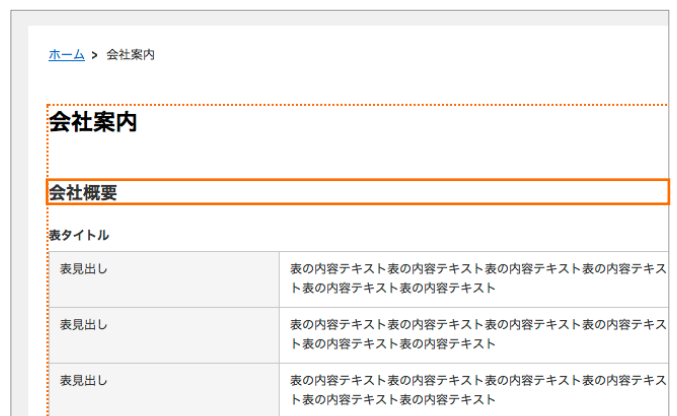 ホーム > 会社案内
会社案内
会社概要
表タイトル
表見出し
表の内容テキスト表の内容テキスト表の内容テキスト表の内容テキス
ト表の内容テキスト表の内容テキスト
表見出し
表の内容テキスト表の内容テキスト表の内容テキスト表の内容テキス
ト表の内容テキスト表の内容テキスト
表見出し
表の内容テキスト表の内容テキスト表の内容テキスト表の内容テキス
ト表の内容テキスト表の内容テキスト